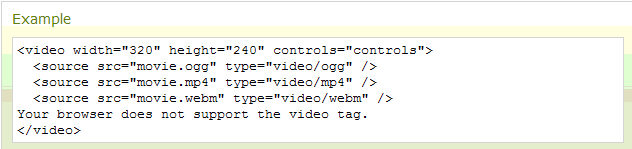 Example
<video width="320" height="240" controls="controls">
  <source src="movie.ogg" type="video/ogg" />
  <source src="movie.mp4" type="video/mp4" />
  <source src="movie.webm" type="video/webm" />
Your browser does not support the video tag.
</video>